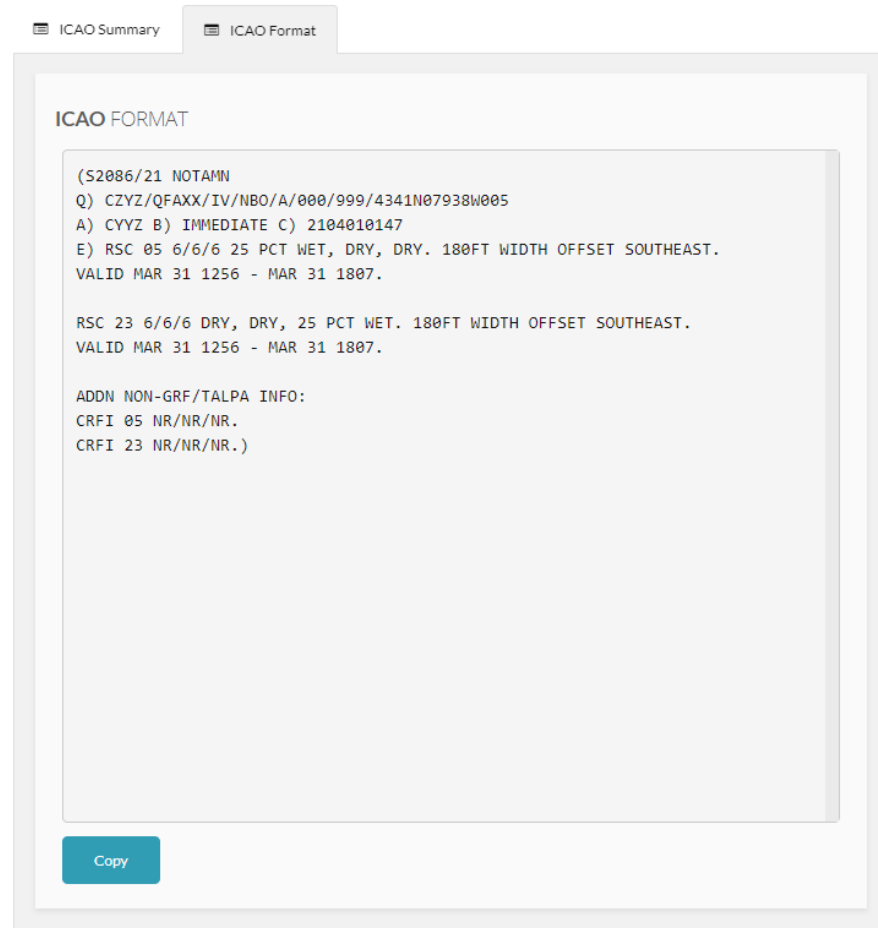 ICAO Summary
ICAO Format
ICAO FORMAT
(S2086/21 NOTAMN
Q) CZYZ/QFAXX/IV/NBO/A/000/999/4341N07938W005
A) CYYZ B) IMMEDIATE C) 2104010147
E) RSC 05 6/6/6 25 PCT WET, DRY, DRY. 180FT WIDTH OFFSET SOUTHEAST.
VALID MAR 31 1256 - MAR 31 1807.
RSC 23 6/6/6 DRY, DRY, 25 PCT WET. 180FT WIDTH OFFSET SOUTHEAST.
VALID MAR 31 1256 - MAR 31 1807.
ADDN NON-GRF/TALPA INFO:
CRFI 05 NR/NR/NR.
CRFI 23 NR/NR/NR.)
Copy